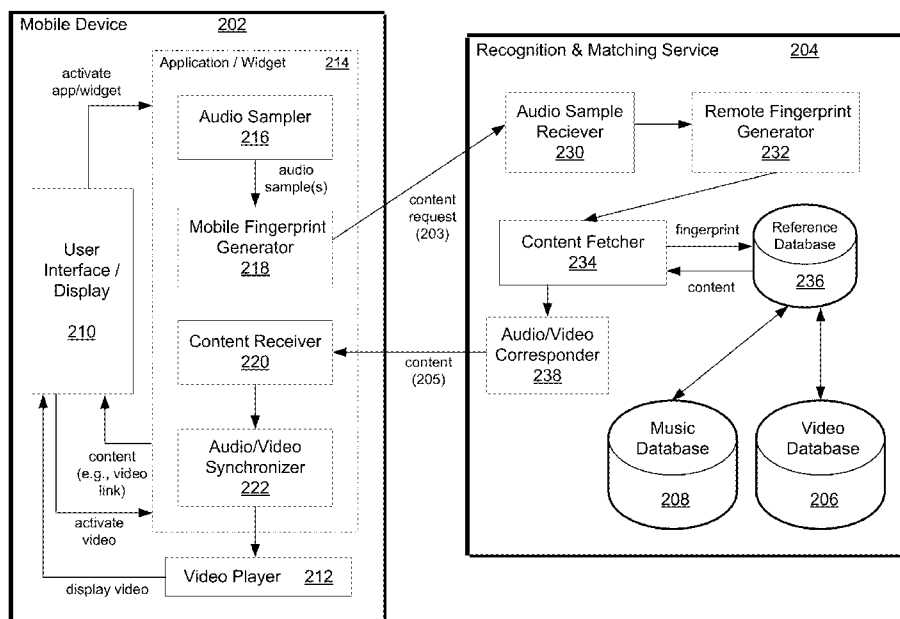 Mobile Device 202
Application / Widget 214
activate
app/widget
Audio Sampler
216
audio
sample(s)
Mobile Fingerprint
Generator
218
User
Interface /
Display
210
Content Receiver
220
Audio/Video
Synchronizer
222
content
(e.g., video
link)
activate
video
display video
Video Player 212
content
request
(203)
content
(205)
Recognition & Matching Service 204
Audio Sample
Reciever
230
Remote Fingerprint
Generator
232
Content Fetcher
234
fingerprint
content
Reference
Database
236
Audio/Video
Corresponder
238
Music
Database
208
Video
Database
206